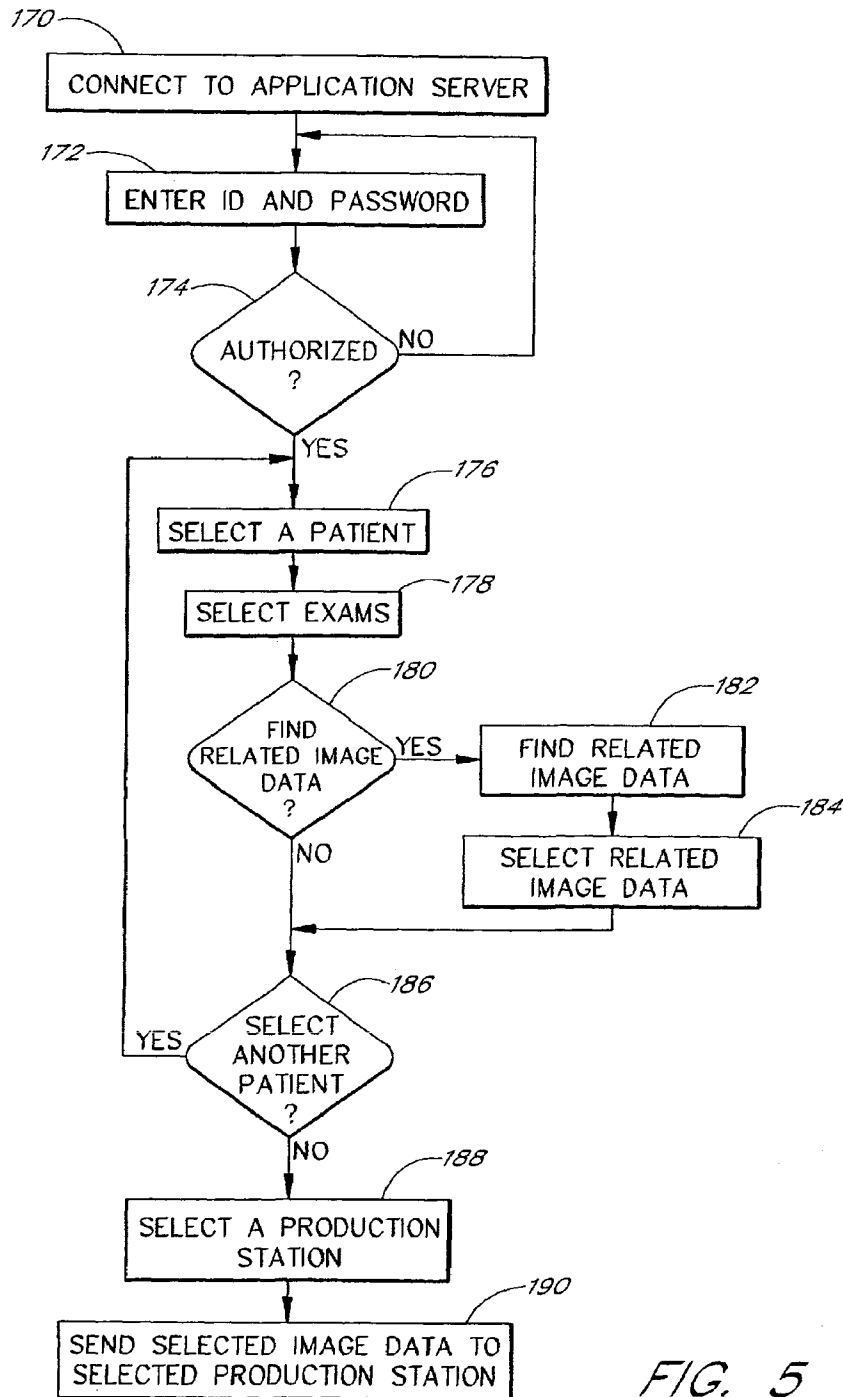 170
CONNECT TO APPLICATION SERVER
172
ENTER ID AND PASSWORD
174
AUTHORIZED
?
NO
YES
176
SELECT A PATIENT
178
SELECT EXAMS
180
FIND
RELATED IMAGE
DATA
?
YES
182
FIND RELATED
IMAGE DATA
184
SELECT RELATED
IMAGE DATA
NO
186
SELECT
ANOTHER
PATIENT
?
YES
NO
188
SELECT A PRODUCTION
STATION
190
SEND SELECTED IMAGE DATA TO
SELECTED PRODUCTION STATION
FIG. 5